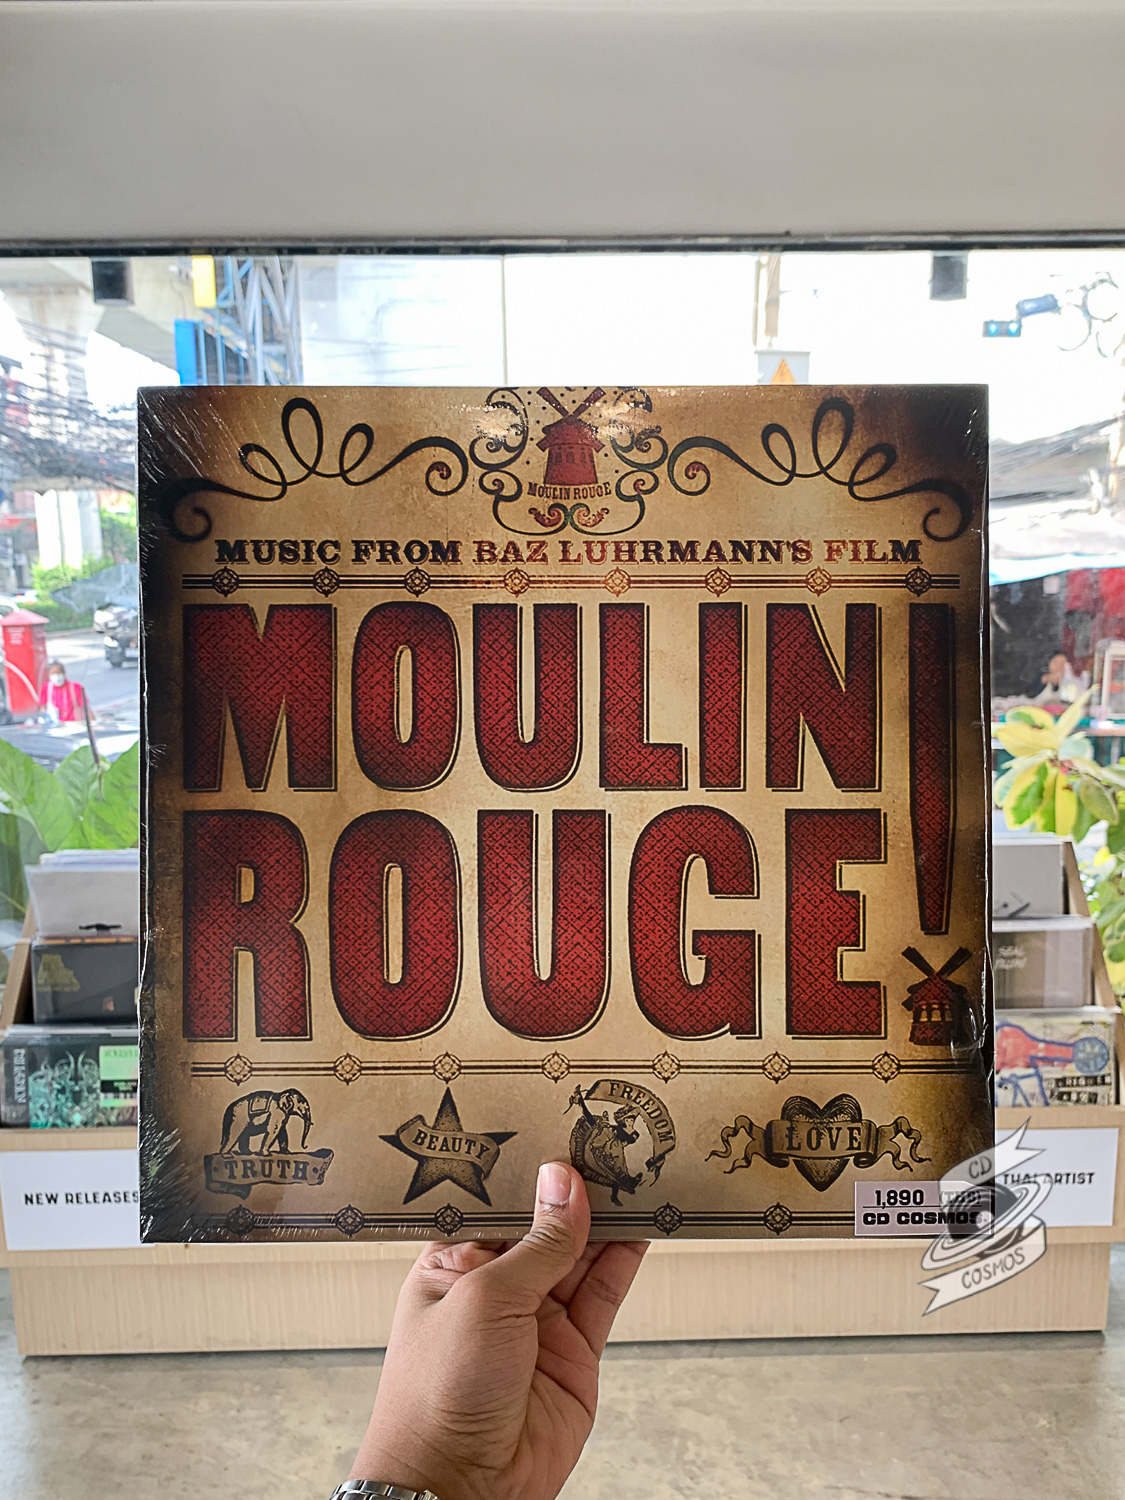 MOULIN ROUGE
MUSIC FROM BAZ LUHRMANN'S FILM
MOULIN
ROUGE!
TRUTH
BEAUTY
FREEDOM
LOVE
1,890 (THB)
CD COSMOS.
NEW RELEASES
THAI ARTIST
CD
COSMOS